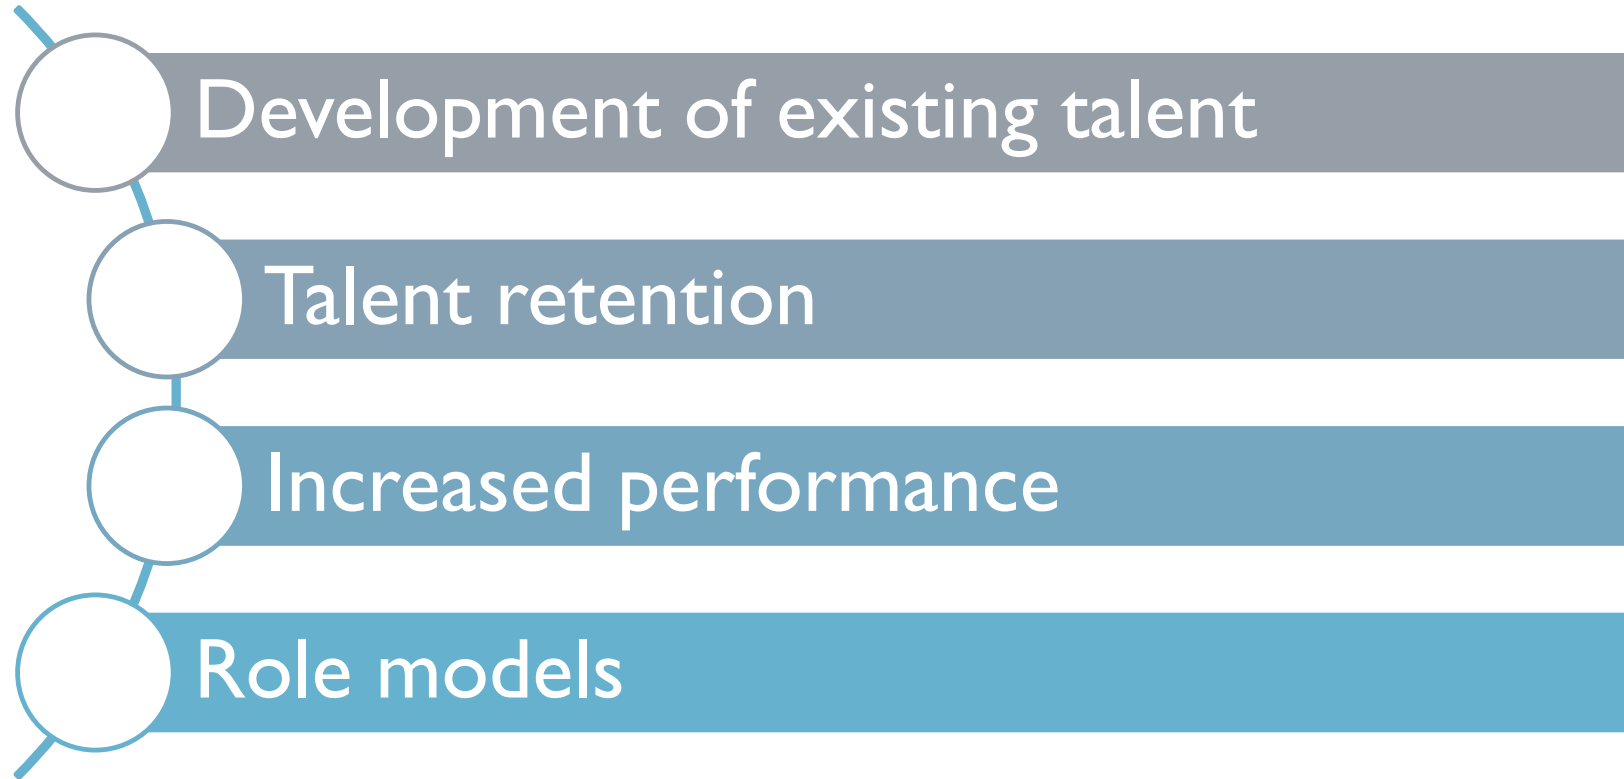 Development of existing talent
Talent retention
Increased performance
Role models